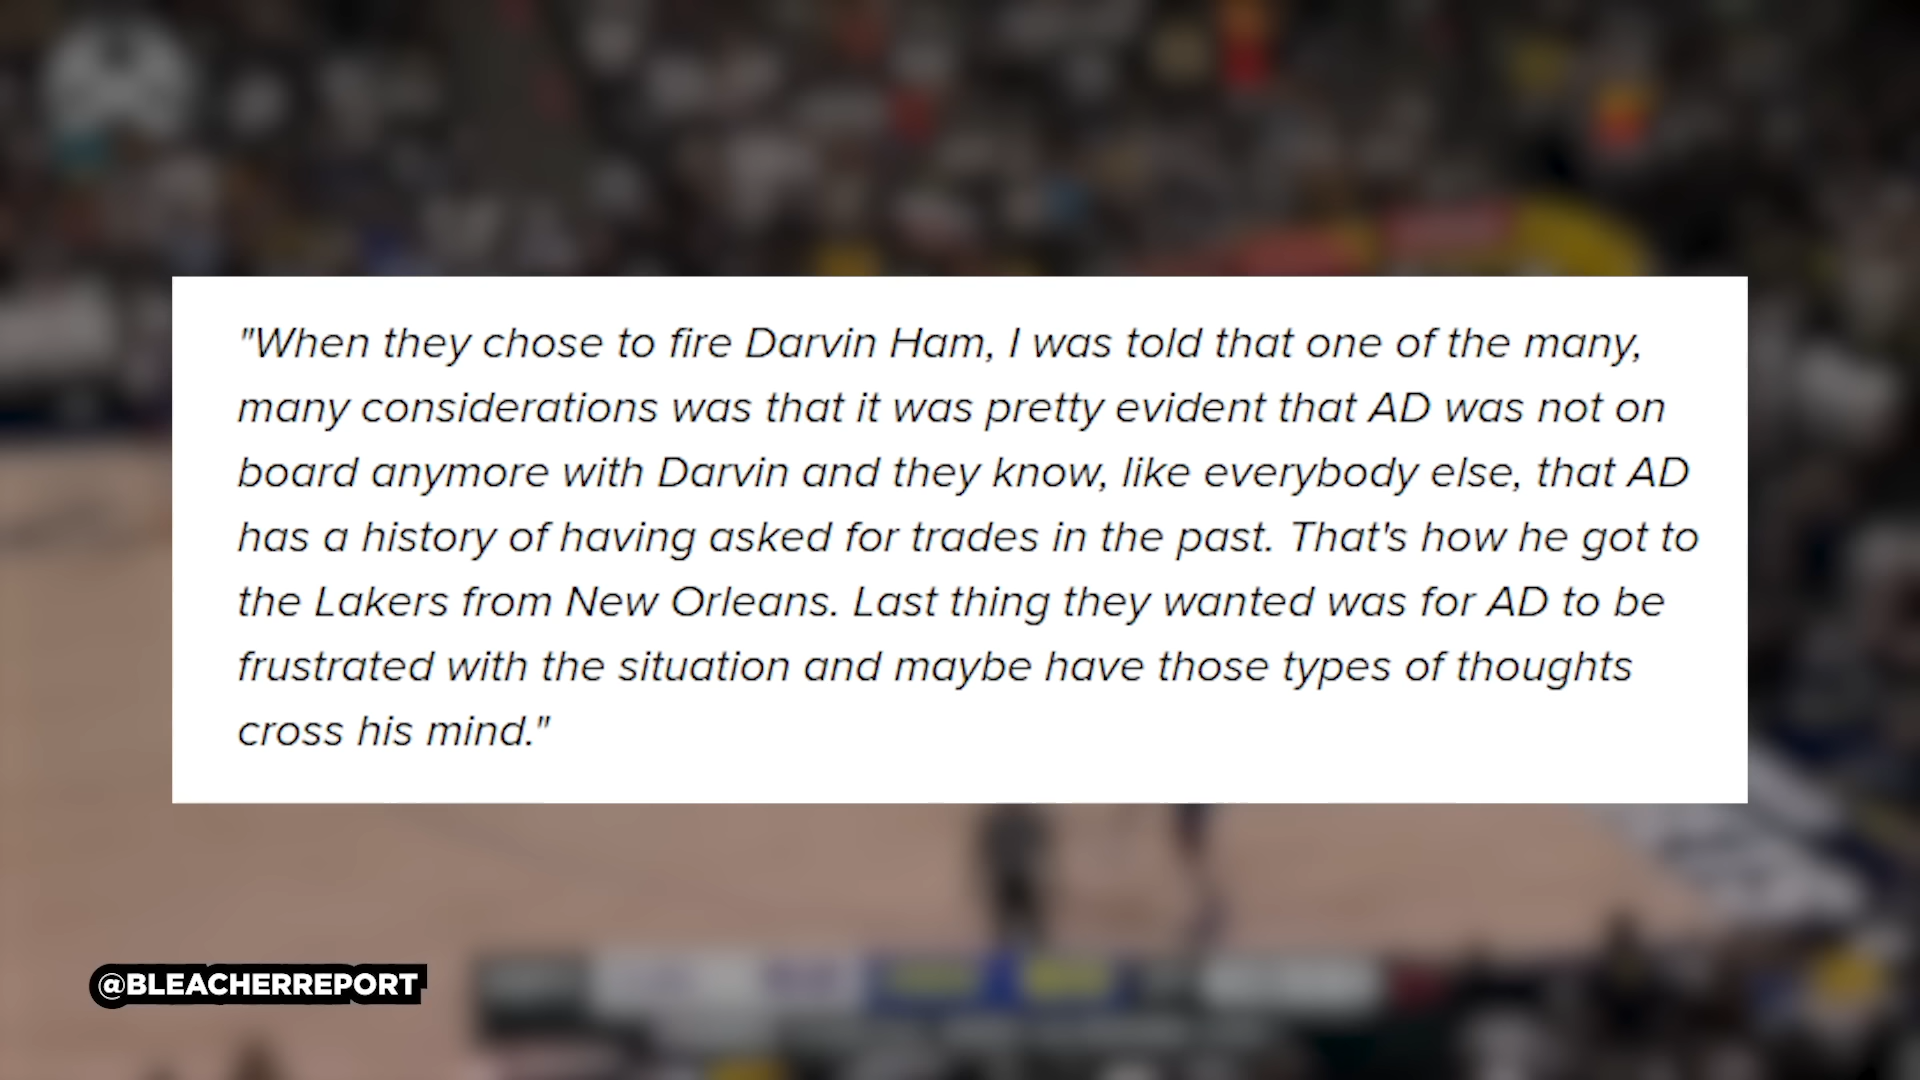 "When they chose to fire Darvin Ham, I was told that one of the many,
many considerations was that it was pretty evident that AD was not on
board anymore with Darvin and they know, like everybody else, that AD
has a history of having asked for trades in the past. That's how he got to
the Lakers from New Orleans. Last thing they wanted was for AD to be
frustrated with the situation and maybe have those types of thoughts
cross his mind."
@BLEACHERREPORT